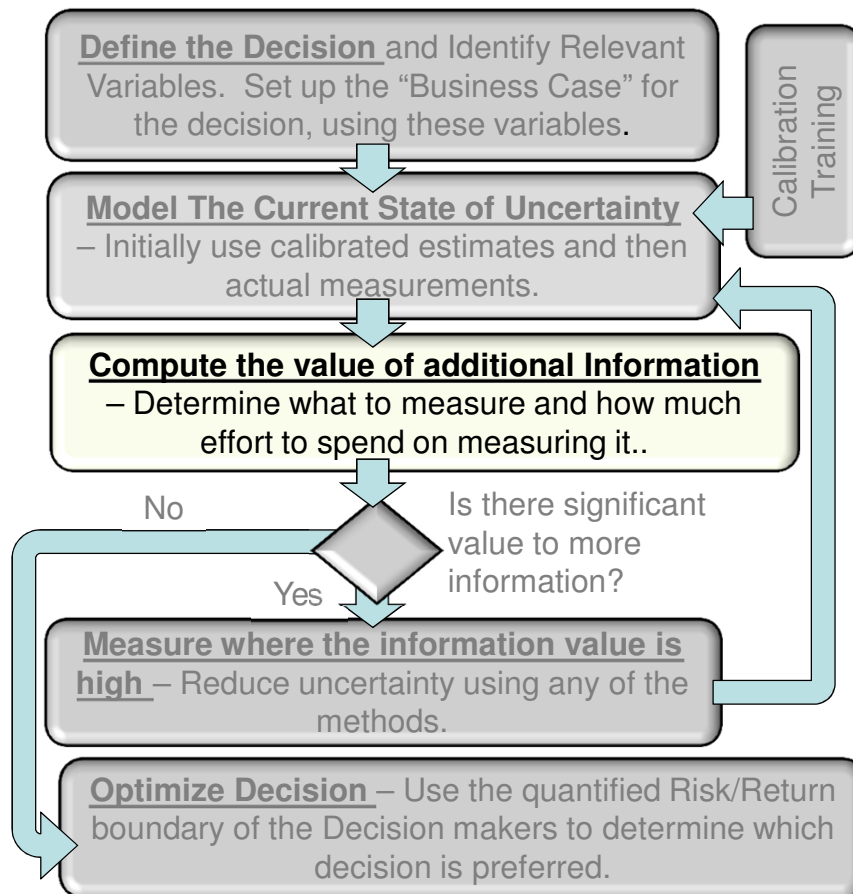 Define the Decision and Identify Relevant
Variables. Set up the “Business Case” for
the decision, using these variables.
Calibration
Training
Model The Current State of Uncertainty
– Initially use calibrated estimates and then
actual measurements.
Compute the value of additional Information
– Determine what to measure and how much
effort to spend on measuring it..
No
Is there significant
value to more
information?
Yes
Measure where the information value is
high – Reduce uncertainty using any of the
methods.
Optimize Decision – Use the quantified Risk/Return
boundary of the Decision makers to determine which
decision is preferred.